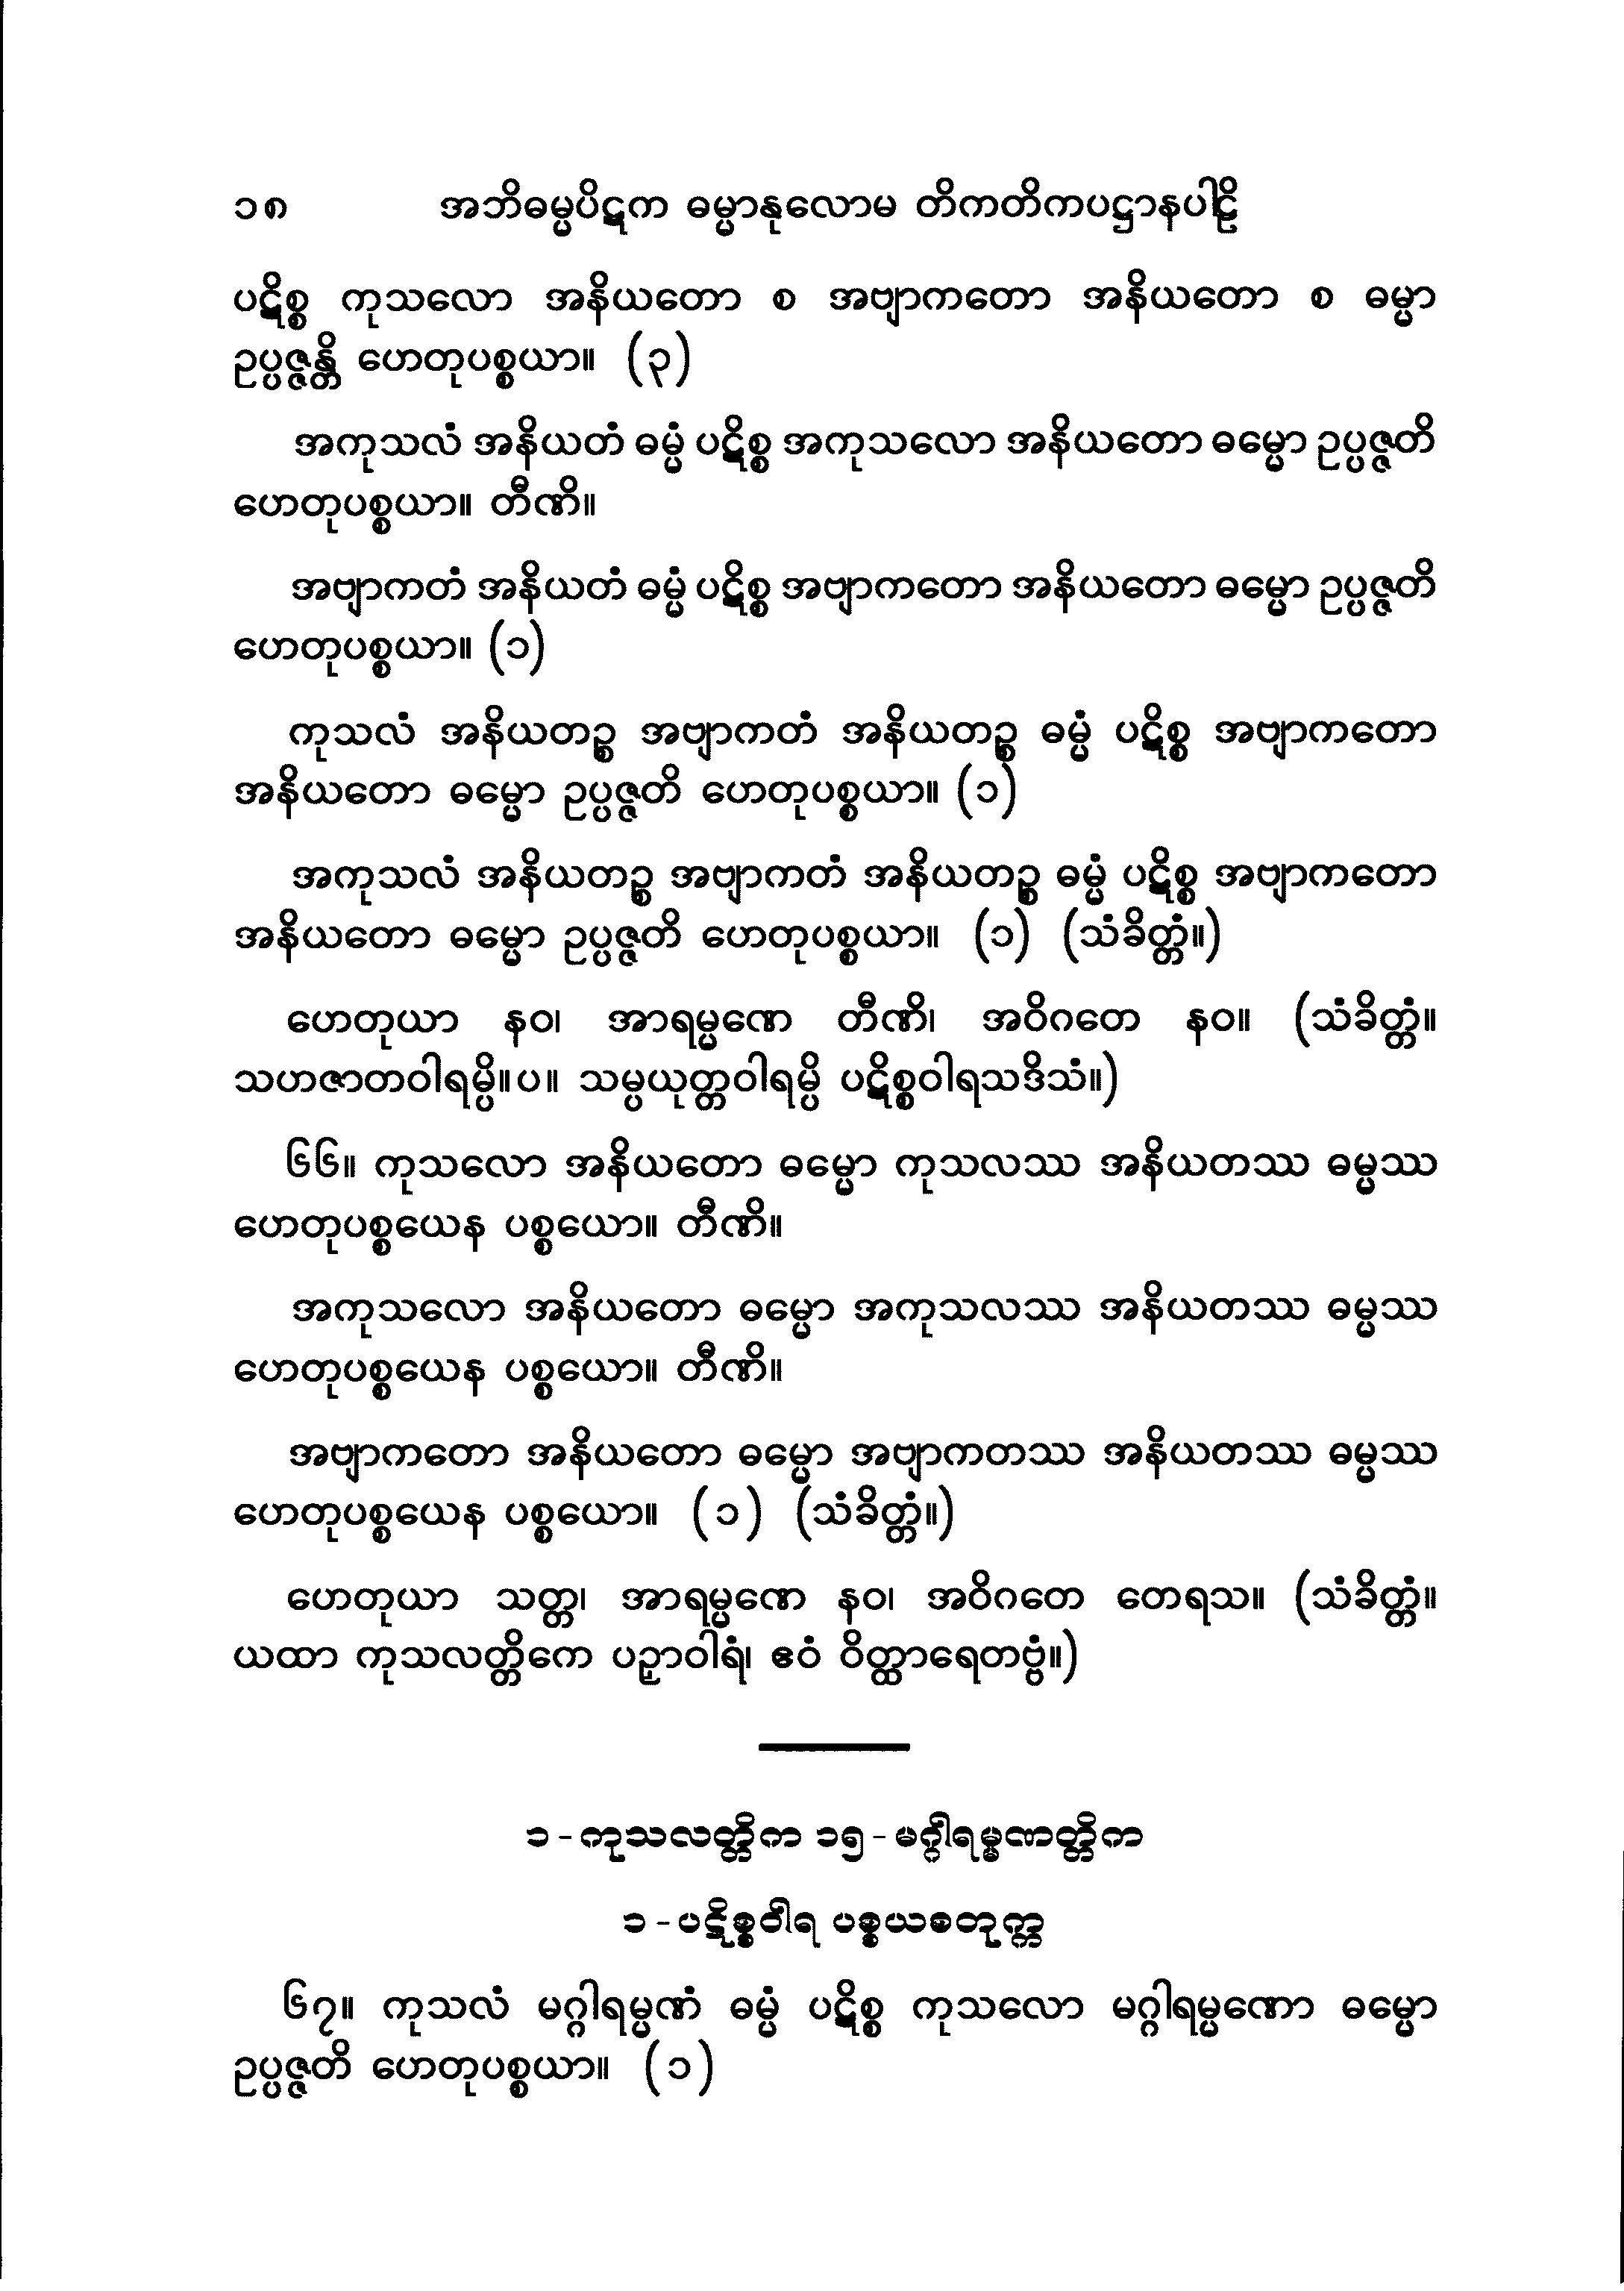 ၁၈ အဘိဓမ္မပိဋက ဓမ္မာနုလောမ တိကတိကပဋ္ဌာနပါဠိ
ပဋိစ္စ ကုသလော အနိယတော စ အဗျာကတော အနိယတော စ ဓမ္မာ
ဥပ္ပဇ္ဇန္တိ ဟေတုပစ္စယာ။ (၃)
အကုသလံ အနိယတံ ဓမ္မံ ပဋိစ္စ အကုသလော အနိယတော ဓမ္မော ဥပ္ပဇ္ဇတိ
ဟေတုပစ္စယာ။ တီဏိ။
အဗျာကတံ အနိယတံ ဓမ္မံ ပဋိစ္စ အဗျာကတော အနိယတော ဓမ္မော ဥပ္ပဇ္ဇတိ
ဟေတုပစ္စယာ။ (၁)
ကုသလံ အနိယတဉ္စ အဗျာကတံ အနိယတဉ္စ ဓမ္မံ ပဋိစ္စ အဗျာကတော
အနိယတော ဓမ္မော ဥပ္ပဇ္ဇတိ ဟေတုပစ္စယာ။ (၁)
အကုသလံ အနိယတဉ္စ အဗျာကတံ အနိယတဉ္စ ဓမ္မံ ပဋိစ္စ အဗျာကတော
အနိယတော ဓမ္မော ဥပ္ပဇ္ဇတိ ဟေတုပစ္စယာ။ (၁) (သံခိတ္တံ။)
ဟေတုယာ နဝ၊ အာရမ္မဏေ တီဏိ၊ အဝိဂတေ နဝ။ (သံခိတ္တံ။
သဟဇာတဝါရမ္ပိ။ပ။ သမ္ပယုတ္တဝါရမ္ပိ ပဋိစ္စဝါရသဒိသံ။)
၆၆။ ကုသလော အနိယတော ဓမ္မော ကုသလဿ အနိယတဿ ဓမ္မဿ
ဟေတုပစ္စယေန ပစ္စယော။ တီဏိ။
အကုသလော အနိယတော ဓမ္မော အကုသလဿ အနိယတဿ ဓမ္မဿ
ဟေတုပစ္စယေန ပစ္စယော။ တီဏိ။
အဗျာကတော အနိယတော ဓမ္မော အဗျာကတဿ အနိယတဿ ဓမ္မဿ
ဟေတုပစ္စယေန ပစ္စယော။ (၁) (သံခိတ္တံ။)
ဟေတုယာ သတ္တ၊ အာရမ္မဏေ နဝ၊ အဝိဂတေ တေရသ။ (သံခိတ္တံ။
ယထာ ကုသလတ္တိကေ ပဉှာဝါရံ၊ ဧဝံ ဝိတ္ထာရေတဗ္ဗံ။)
၁-ကုသလတ္တိက ၁၅-မဂ္ဂါရမ္မဏတ္တိက
၁-ပဋိစ္စဝါရ ပစ္စယစတုက္က
၆၇။ ကုသလံ မဂ္ဂါရမ္မဏံ ဓမ္မံ ပဋိစ္စ ကုသလော မဂ္ဂါရမ္မဏော ဓမ္မော
ဥပ္ပဇ္ဇတိ ဟေတုပစ္စယာ။ (၁)